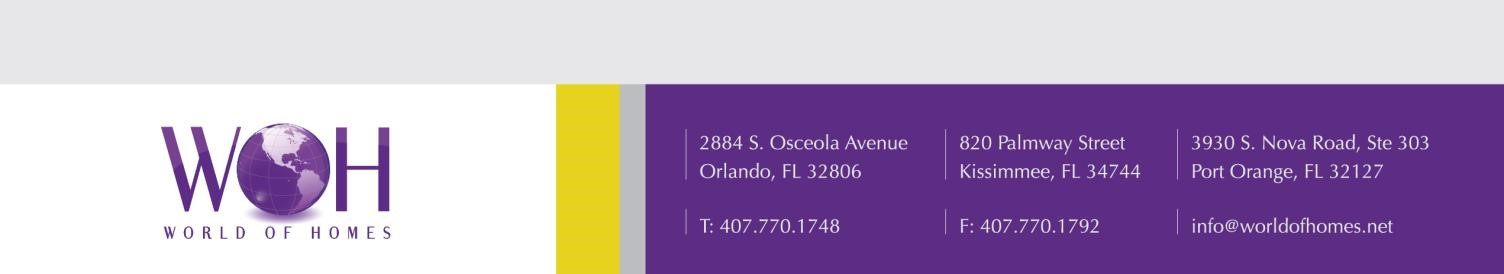 WOH
WORLD OF HOMES
2884 S. Osceola Avenue
Orlando, FL 32806
820 Palmway Street
Kissimmee, FL 34744
3930 S. Nova Road, Ste 303
Port Orange, FL 32127
T: 407.770.1748
F: 407.770.1792
info@worldofhomes.net